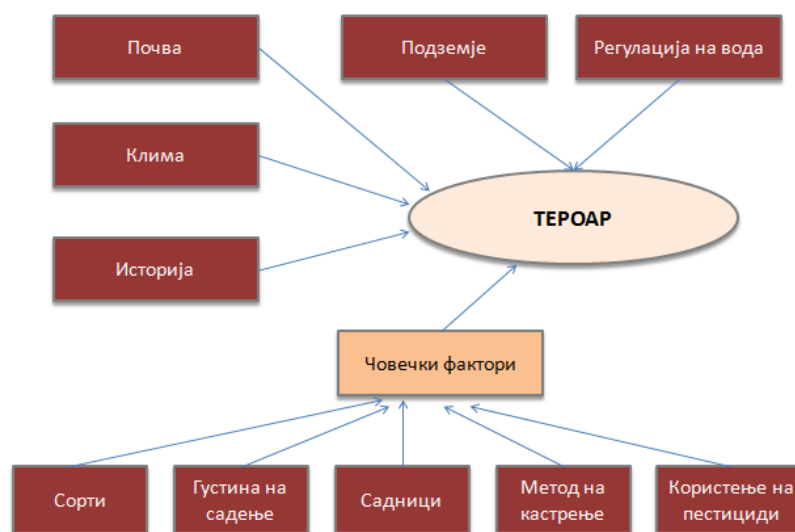 Почва
Подземје
Регулација на вода
Клима
ТЕРОАР
Историја
Човечки фактори
Сорти
Густина на
садење
Садници
Метод на
кастрење
Користење на
пестициди